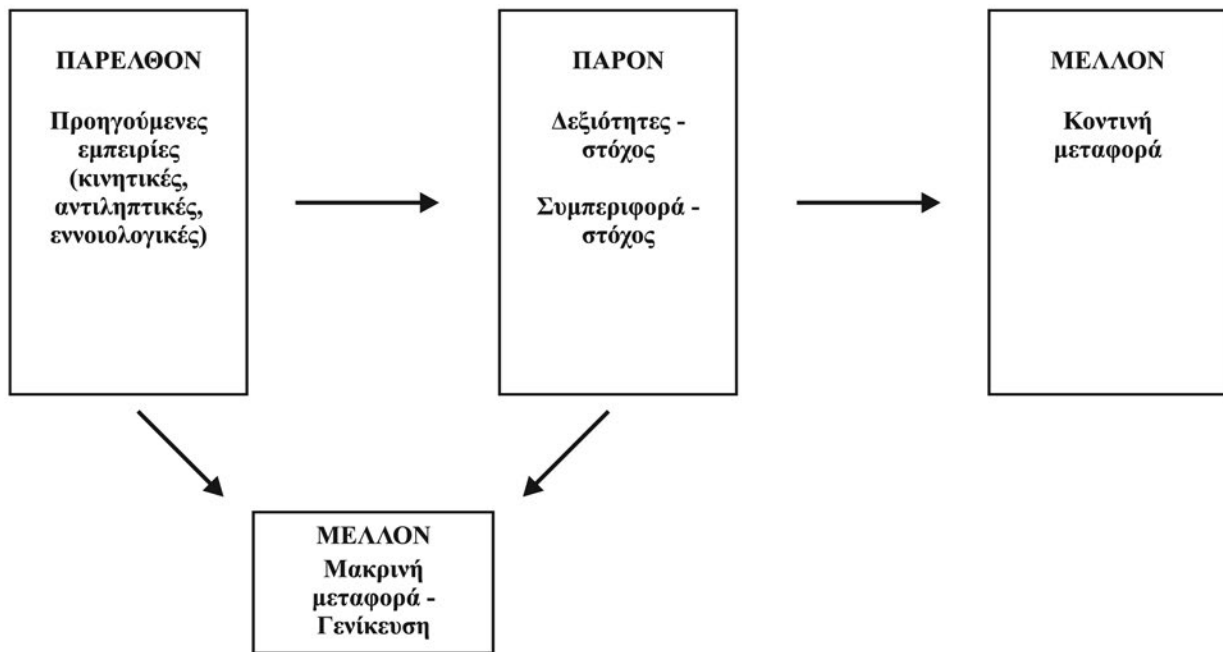 ΠΑΡΕΛΘΟΝ
Προηγούμενες
εμπειρίες
(κινητικές,
αντιληπτικές,
εννοιολογικές)
ΠΑΡΟΝ
Δεξιότητες -
στόχος
Συμπεριφορά -
στόχος
ΜΕΛΛΟΝ
Κοντινή
μεταφορά
ΜΕΛΛΟΝ
Μακρινή
μεταφορά -
Γενίκευση